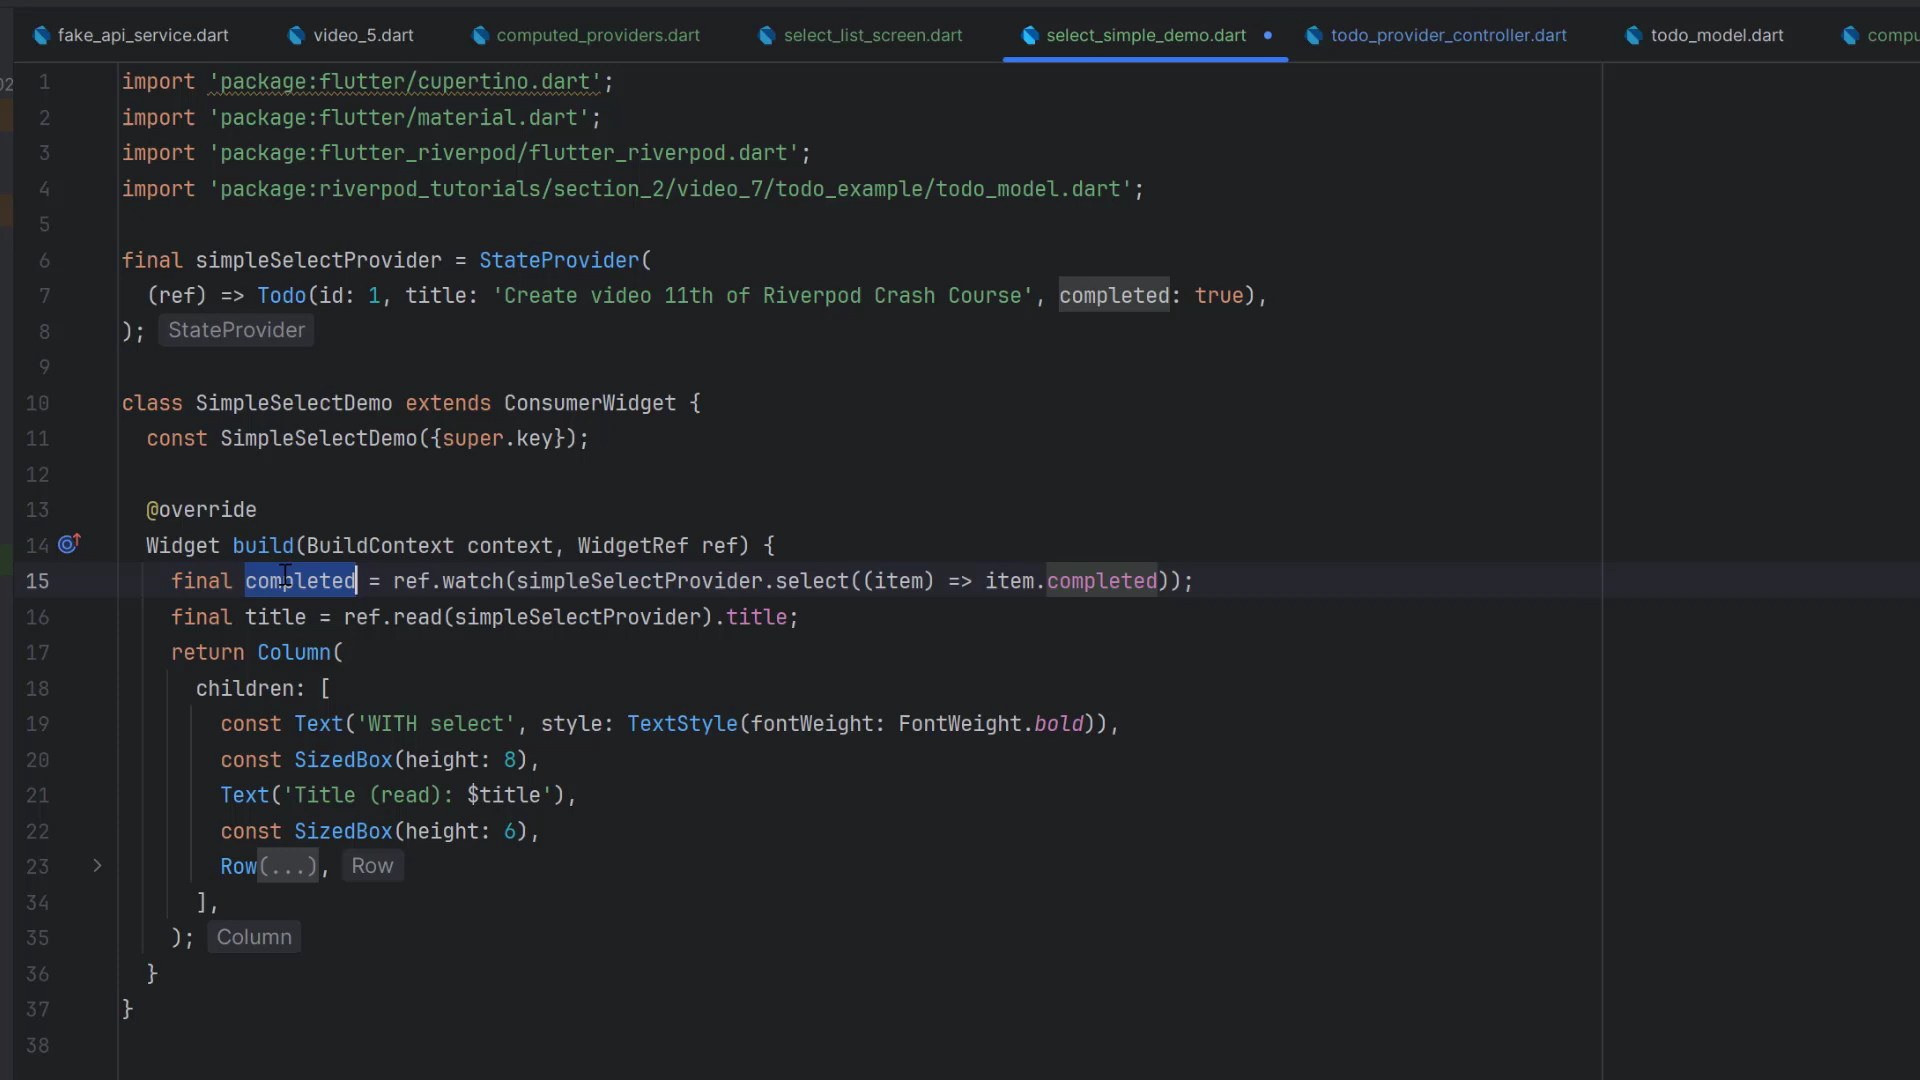 fake_api_service.dart video_5.dart computed_providers.dart select_list_screen.dart select_simple_demo.dart todo_provider_controller.dart todo_model.dart
02
1 import 'package:flutter/cupertino.dart';
2 import 'package:flutter/material.dart';
3 import 'package:flutter_riverpod/flutter_riverpod.dart';
4 import 'package:riverpod_tutorials/section_2/video_7/todo_example/todo_model.dart';
5
6 final simpleSelectProvider = StateProvider(
7 (ref) => Todo(id: 1, title: 'Create video 11th of Riverpod Crash Course', completed: true),
8 ); StateProvider
9
10 class SimpleSelectDemo extends ConsumerWidget {
11 const SimpleSelectDemo({super.key});
12
13 @override
14 Widget build(BuildContext context, WidgetRef ref) {
15 final completed = ref.watch(simpleSelectProvider.select((item) => item.completed));
16 final title = ref.read(simpleSelectProvider).title;
17 return Column(
18 children: [
19 const Text('WITH select', style: TextStyle(fontWeight: FontWeight.bold)),
20 const SizedBox(height: 8),
21 Text('Title (read): $title'),
22 const SizedBox(height: 6),
23 Row(...), Row
34 ],
35 ); Column
36 }
37 }
38